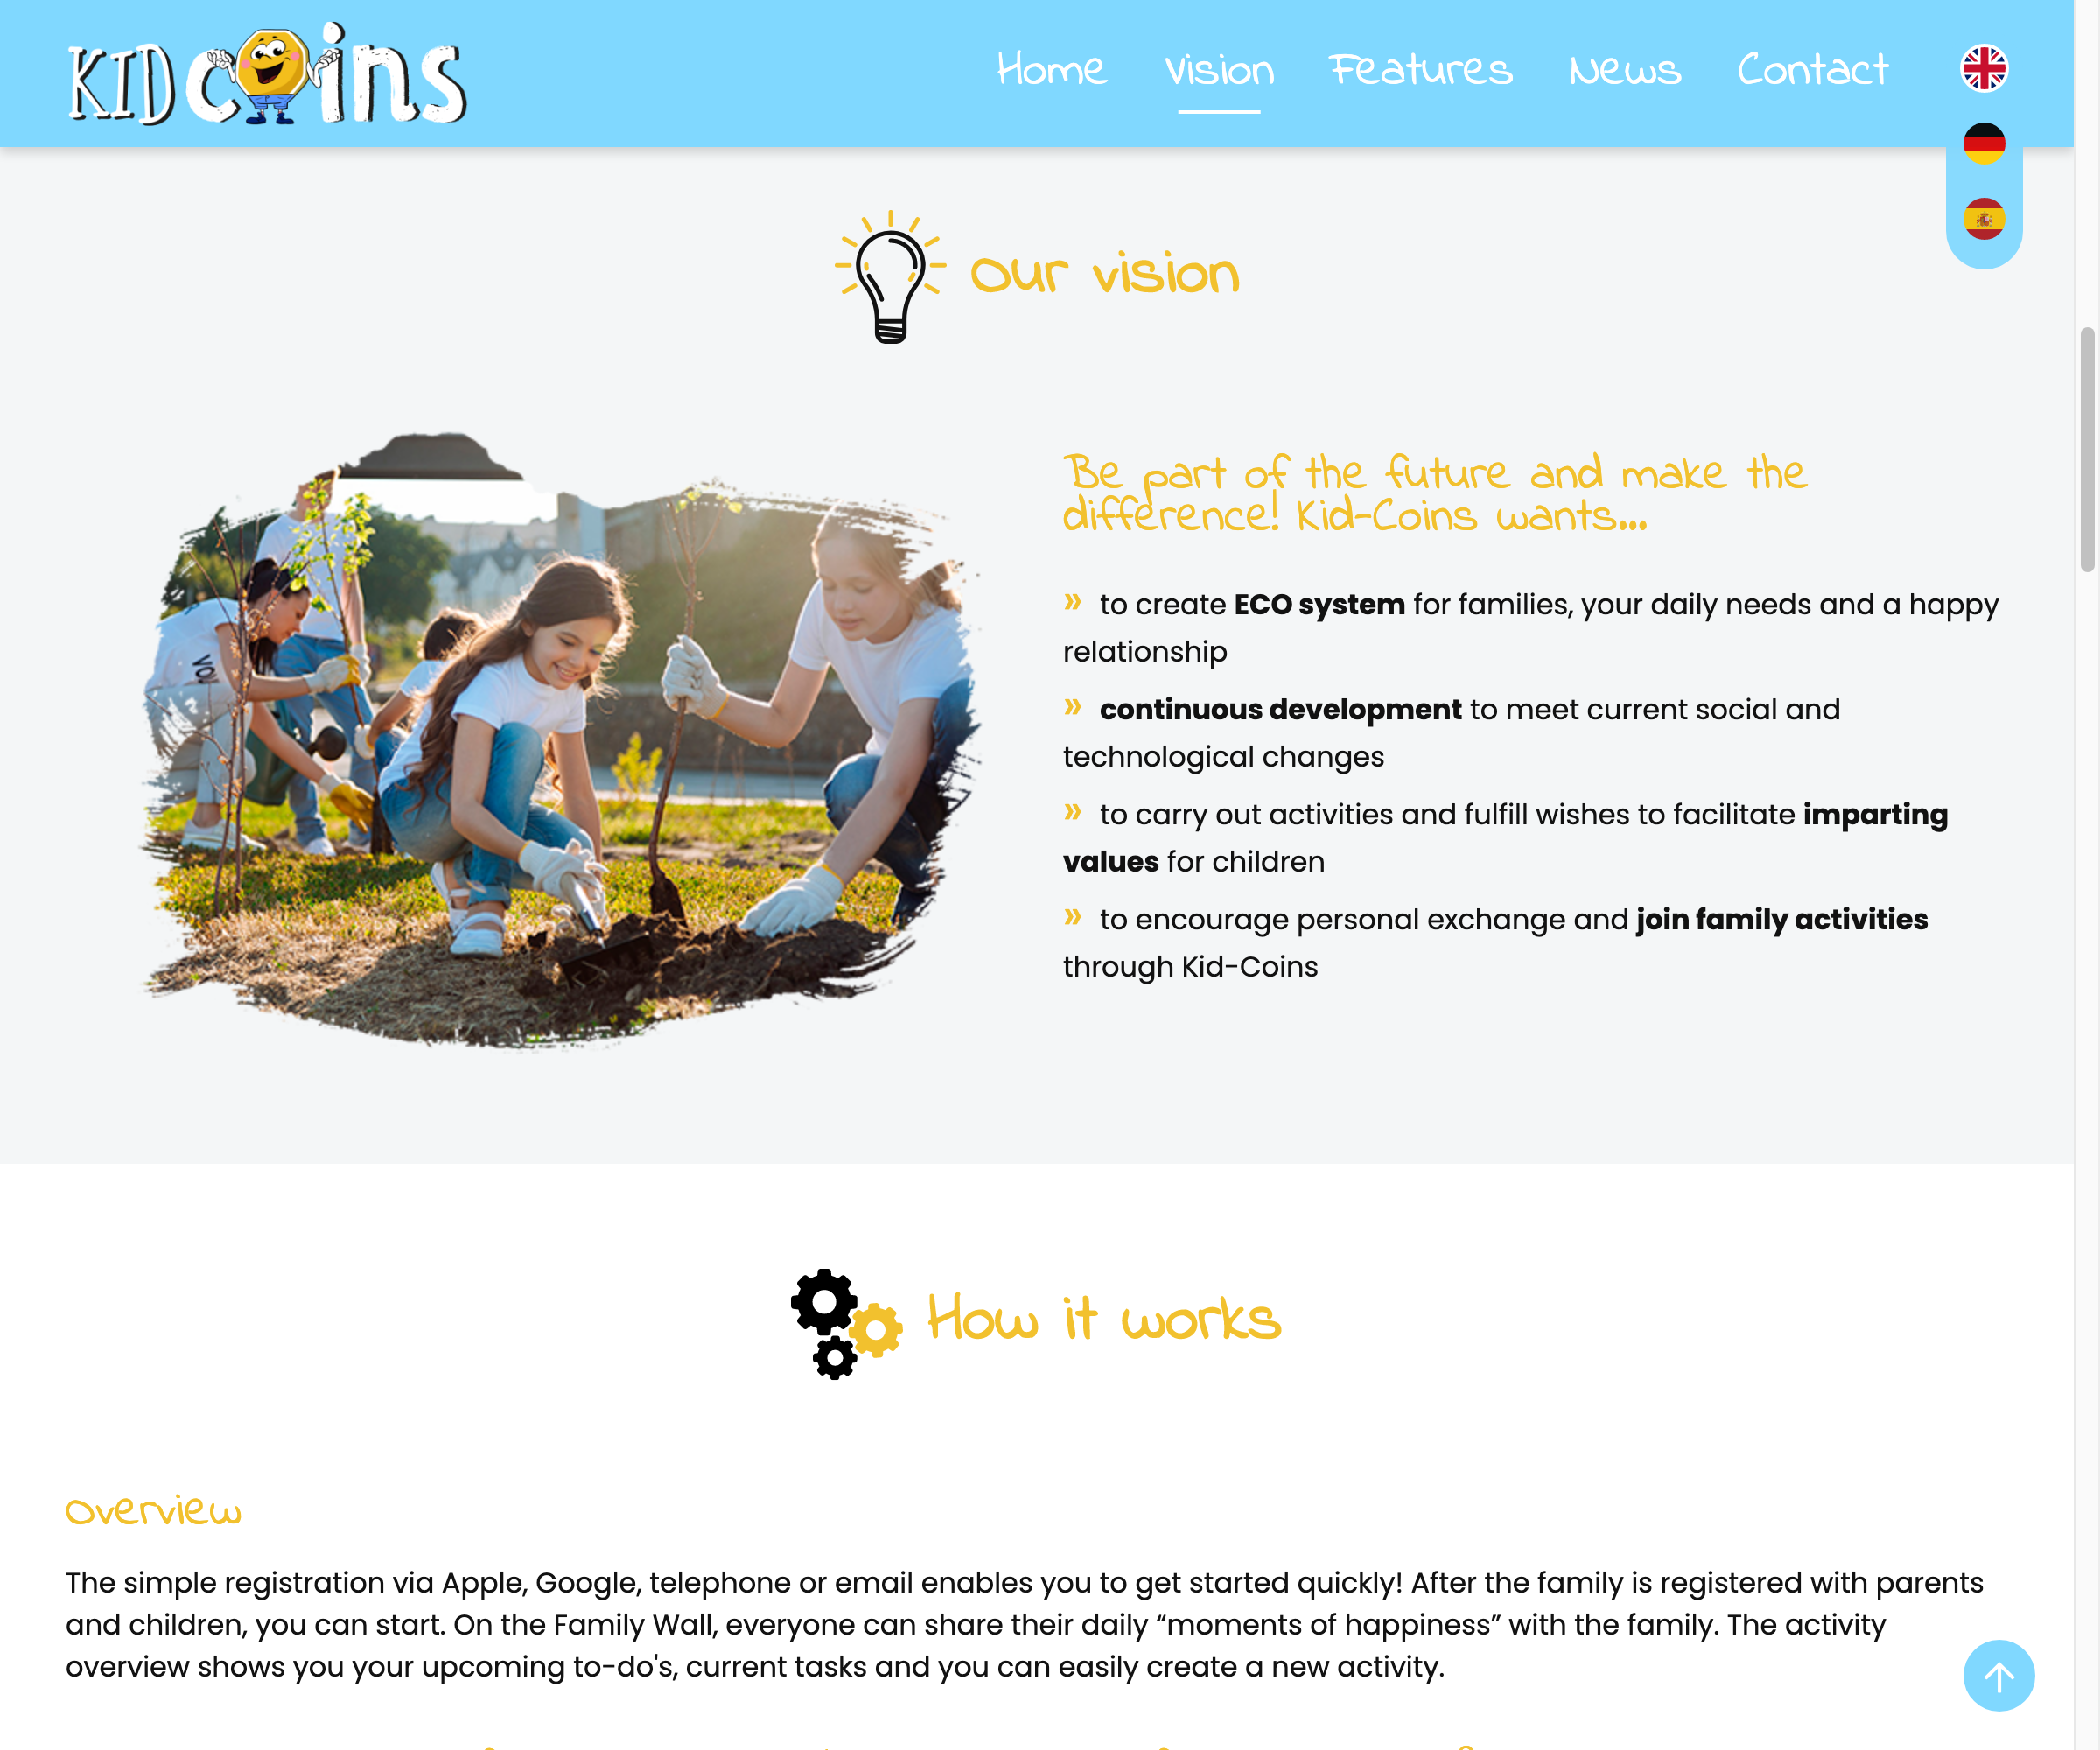 KID coins
Home Vision Features News Contact
Our vision
Be part of the future and make the
difference! Kid-Coins wants...
» to create ECO system for families, your daily needs and a happy
relationship
» continuous development to meet current social and
technological changes
» to carry out activities and fulfill wishes to facilitate imparting
values for children
» to encourage personal exchange and join family activities
through Kid-Coins
How it works
Overview
The simple registration via Apple, Google, telephone or email enables you to get started quickly! After the family is registered with parents
and children, you can start. On the Family Wall, everyone can share their daily “moments of happiness” with the family. The activity
overview shows you your upcoming to-do's, current tasks and you can easily create a new activity.